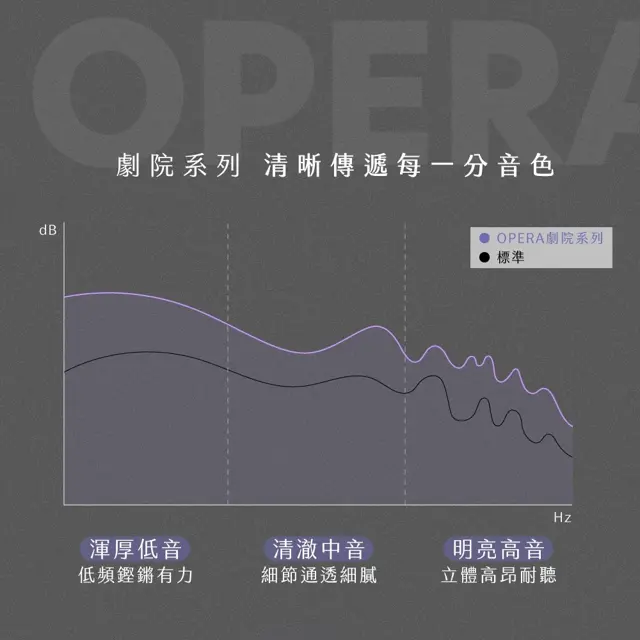 OPERA
劇院系列 清晰傳遞每一分音色
dB
OPERA劇院系列
標準
Hz
渾厚低音
低頻鏗鏘有力
清澈中音
細節通透細膩
明亮高音
立體高昂耐聽